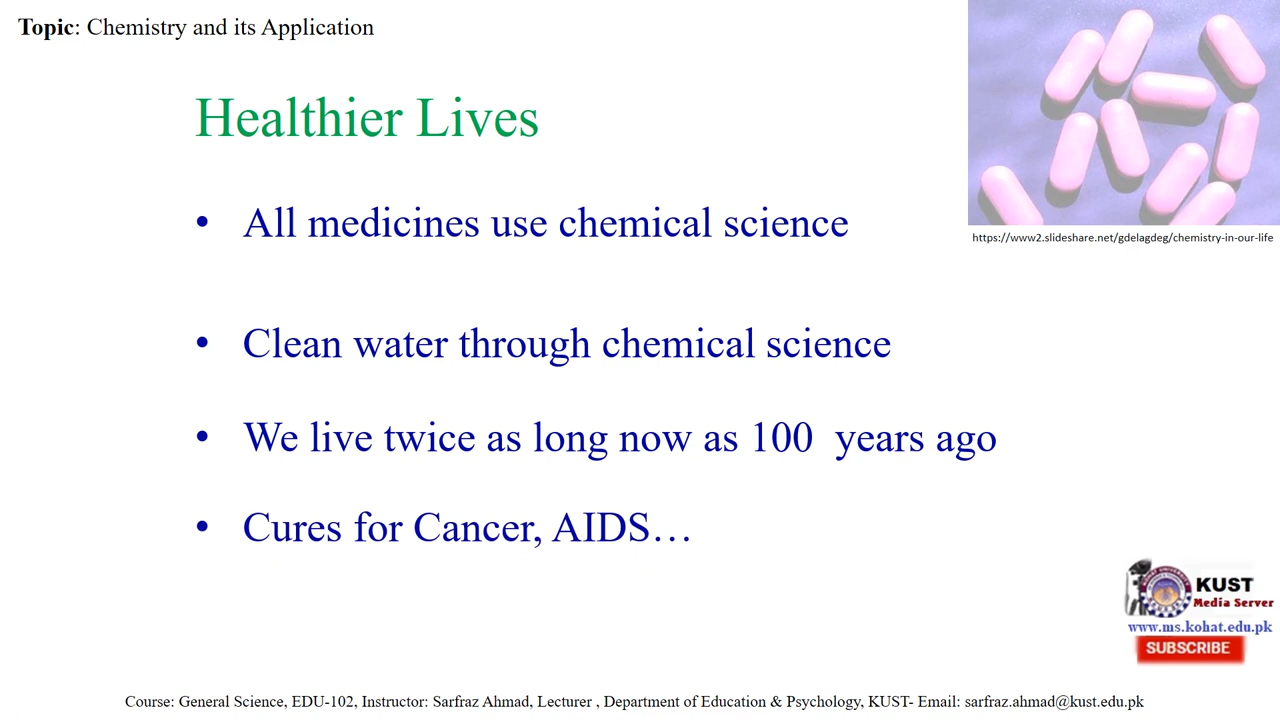 Topic: Chemistry and its Application
Healthier Lives
• All medicines use chemical science
https://www2.slideshare.net/gdelagdeg/chemistry-in-our-life
• Clean water through chemical science
• We live twice as long now as 100 years ago
• Cures for Cancer, AIDS…
KUST
Media Server
www.ms.kohat.edu.pk
SUBSCRIBE
Course: General Science, EDU-102, Instructor: Sarfraz Ahmad, Lecturer , Department of Education & Psychology, KUST- Email: sarfraz.ahmad@kust.edu.pk